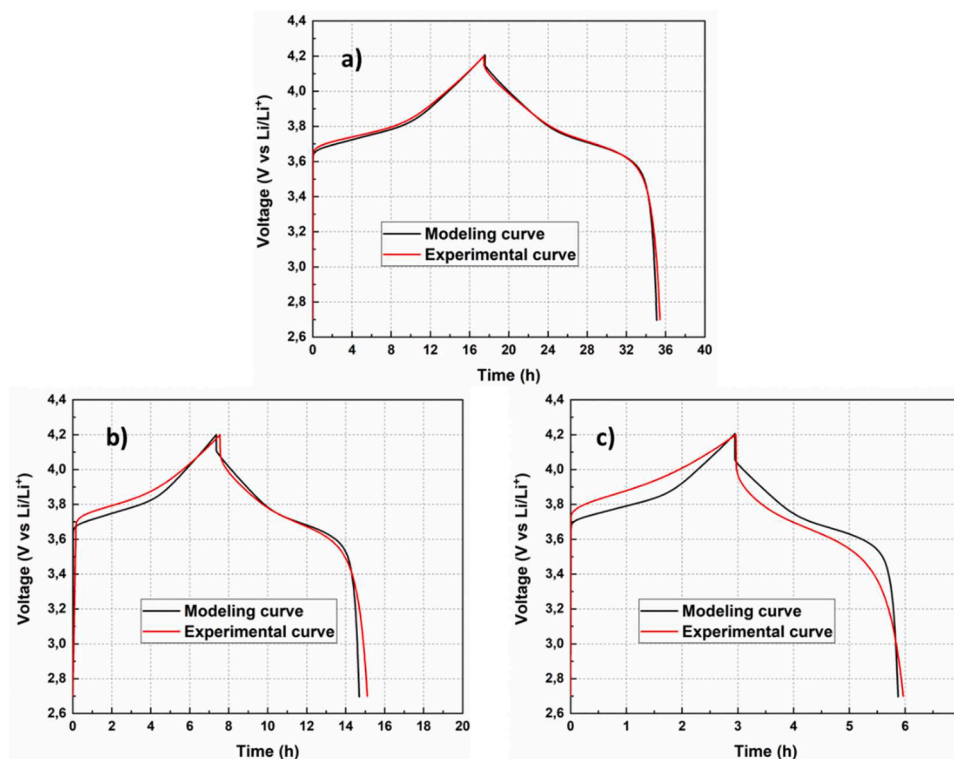 a)
4,4
4,2
4,0
3,8
3,6
3,4
3,2
3,0
2,8
2,6
Voltage (V vs Li/Li⁺)
Modeling curve
Experimental curve
0 4 8 12 16 20 24 28 32 36 40
Time (h)
b)
4,4
4,2
4,0
3,8
3,6
3,4
3,2
3,0
2,8
2,6
Voltage (V vs Li/Li⁺)
Modeling curve
Experimental curve
0 2 4 6 8 10 12 14 16 18 20
Time (h)
c)
4,4
4,2
4,0
3,8
3,6
3,4
3,2
3,0
2,8
2,6
Voltage (V vs Li/Li⁺)
Modeling curve
Experimental curve
0 1 2 3 4 5 6
Time (h)